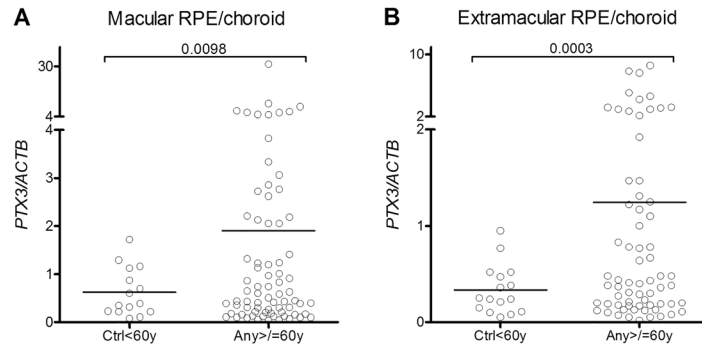 A
Macular RPE/choroid
0.0098
30
4
4
3
2
1
0
PTX3/ACTB
Ctrl<60y
Any>/=60y
B
Extramacular RPE/choroid
0.0003
10
2
2
1
0
PTX3/ACTB
Ctrl<60y
Any>/=60y